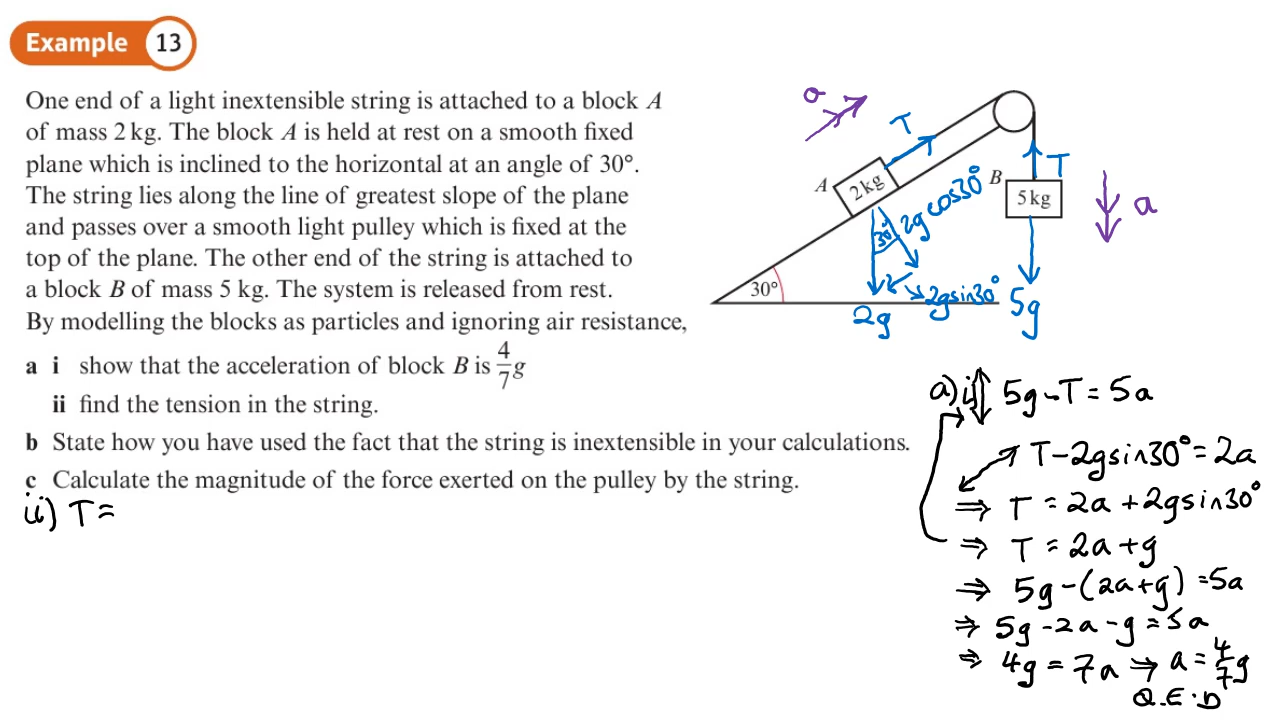 Example 13
One end of a light inextensible string is attached to a block A
of mass 2 kg. The block A is held at rest on a smooth fixed
plane which is inclined to the horizontal at an angle of 30°.
The string lies along the line of greatest slope of the plane
and passes over a smooth light pulley which is fixed at the
top of the plane. The other end of the string is attached to
a block B of mass 5 kg. The system is released from rest.
By modelling the blocks as particles and ignoring air resistance,
a i show that the acceleration of block B is 4/7 g
ii find the tension in the string.
b State how you have used the fact that the string is inextensible in your calculations.
c Calculate the magnitude of the force exerted on the pulley by the string.
ii) T =
a
T
A
2 kg
B
T
5 kg
a
30°
2g cos30°
30°
2g sin30°
2g
5g
a) i) 5g - T = 5a
T - 2g sin30° = 2a
⇒ T = 2a + 2g sin30°
⇒ T = 2a + g
⇒ 5g - (2a + g) = 5a
⇒ 5g - 2a - g = 5a
⇒ 4g = 7a ⇒ a = 4/7 g
Q.E.D